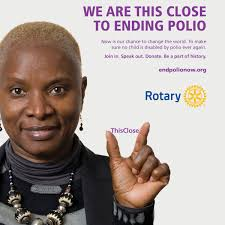 WE ARE THIS CLOSE
TO ENDING POLIO
Now is our chance to change the world. To make
sure no child is disabled by polio ever again.
Join in. Speak out. Donate. Be a part of history.
endpolionow.org
Rotary
ThisClose